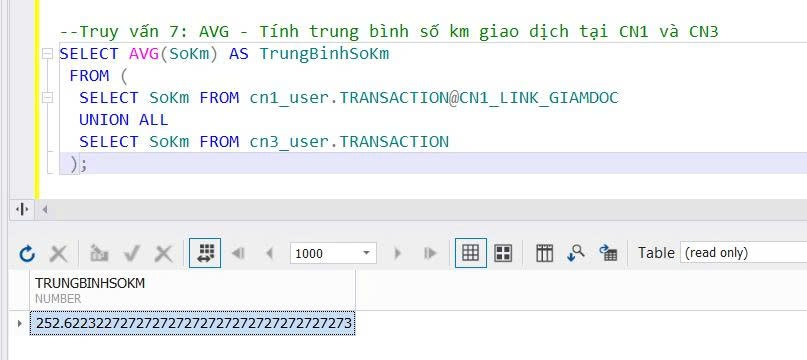 --Truy vấn 7: AVG - Tính trung bình số km giao dịch tại CN1 và CN3
SELECT AVG(SoKm) AS TrungBinhSoKm
FROM (
SELECT SoKm FROM cn1_user.TRANSACTION@CN1_LINK_GIAMDOC
UNION ALL
SELECT SoKm FROM cn3_user.TRANSACTION
);
1000
Table (read only)
TRUNGBINHSOKM
NUMBER
252.622322727272727272727272727272727273